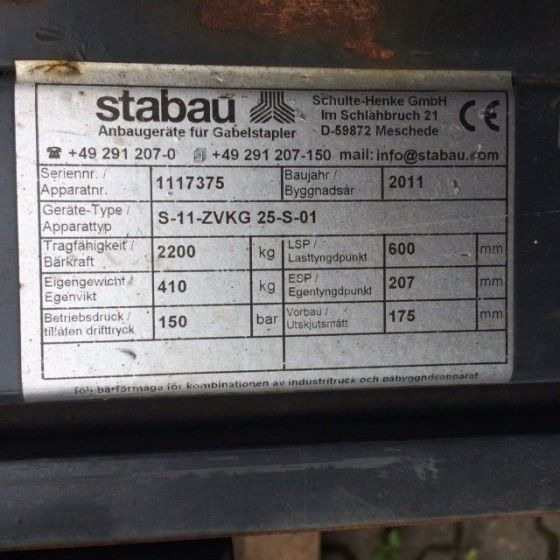 stabau
Schulte-Henke GmbH
Im Schlahbruch 21
D-59872 Meschede
CE
Anbaugeräte für Gabelstapler
☎ +49 291 207-0 +49 291 207-150 mail: info@stabau.com
Seriennr. / Apparatnr. 1117375 Baujahr / Byggnadsår 2011
Geräte-Type / Apparattyp S-11-ZVKG 25-S-01
Tragfähigkeit / Bärkraft 2200 kg LSP / Lasttyngdpunkt 600 mm
Eigengewicht / Egenvikt 410 kg ESP / Egentyngdpunkt 207 mm
Betriebsdruck / tillåten drifttryck 150 bar Vorbau / Utskjutsmått 175 mm
följ bärförmåga för kombinationen av industritruck och påbyggndsapparat